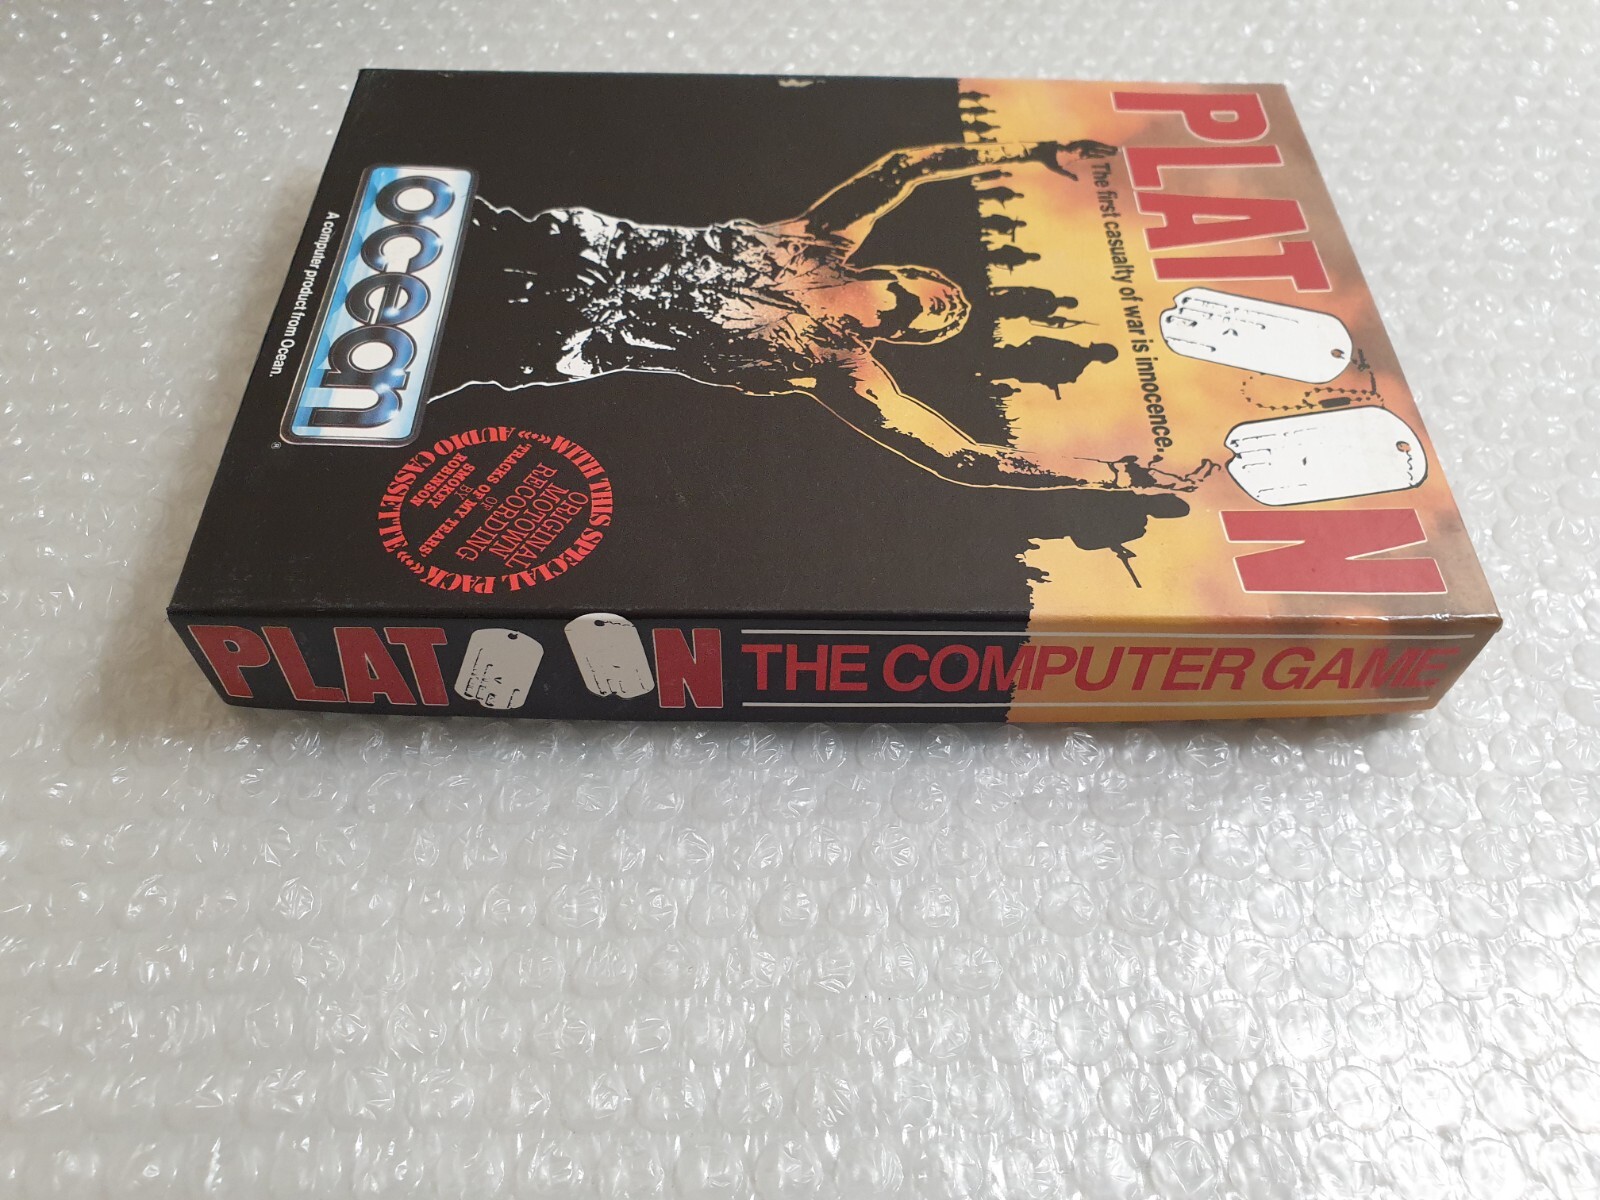 PLATOON
The first casualty of war is innocence.
ocean
®
A computer product from Ocean.
WITH THIS SPECIAL PACK
AUDIO CASSETTE
ORIGINAL
MOTOWN
RECORDING
OF
'TRACKS OF MY TEARS'
BY
SMOKEY
ROBINSON
PLATOON THE COMPUTER GAME